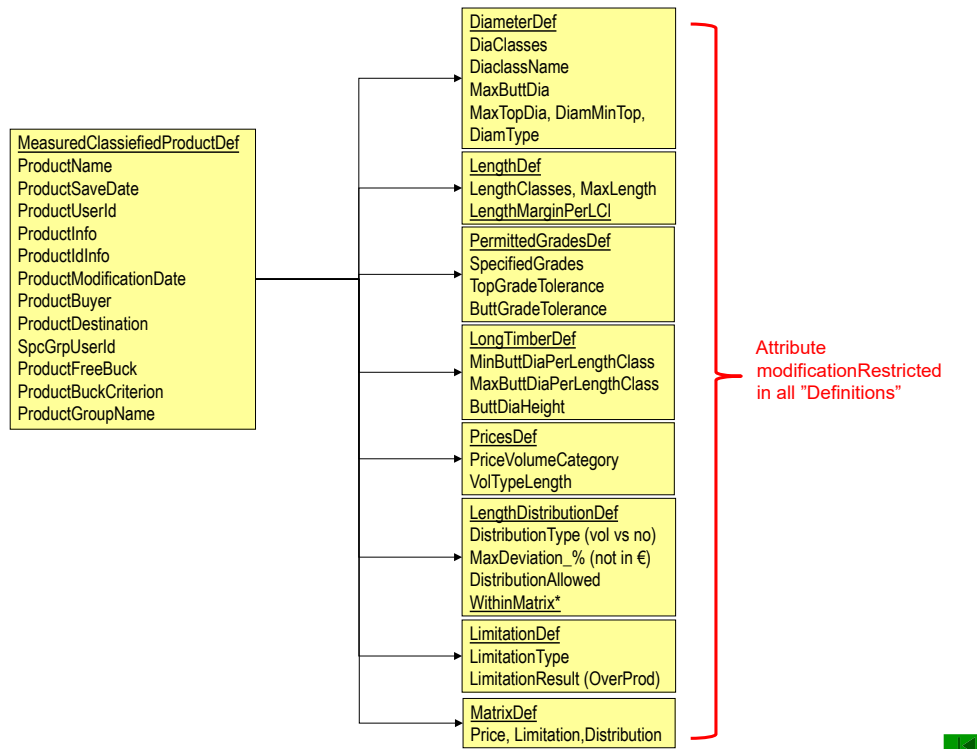 MeasuredClassiefiedProductDef
ProductName
ProductSaveDate
ProductUserId
ProductInfo
ProductIdInfo
ProductModificationDate
ProductBuyer
ProductDestination
SpcGrpUserId
ProductFreeBuck
ProductBuckCriterion
ProductGroupName
DiameterDef
DiaClasses
DiaclassName
MaxButtDia
MaxTopDia, DiamMinTop,
DiamType
LengthDef
LengthClasses, MaxLength
LengthMarginPerLCl
PermittedGradesDef
SpecifiedGrades
TopGradeTolerance
ButtGradeTolerance
LongTimberDef
MinButtDiaPerLengthClass
MaxButtDiaPerLengthClass
ButtDiaHeight
PricesDef
PriceVolumeCategory
VolTypeLength
LengthDistributionDef
DistributionType (vol vs no)
MaxDeviation_% (not in €)
DistributionAllowed
WithinMatrix*
LimitationDef
LimitationType
LimitationResult (OverProd)
MatrixDef
Price, Limitation,Distribution
Attribute
modificationRestricted
in all ”Definitions”